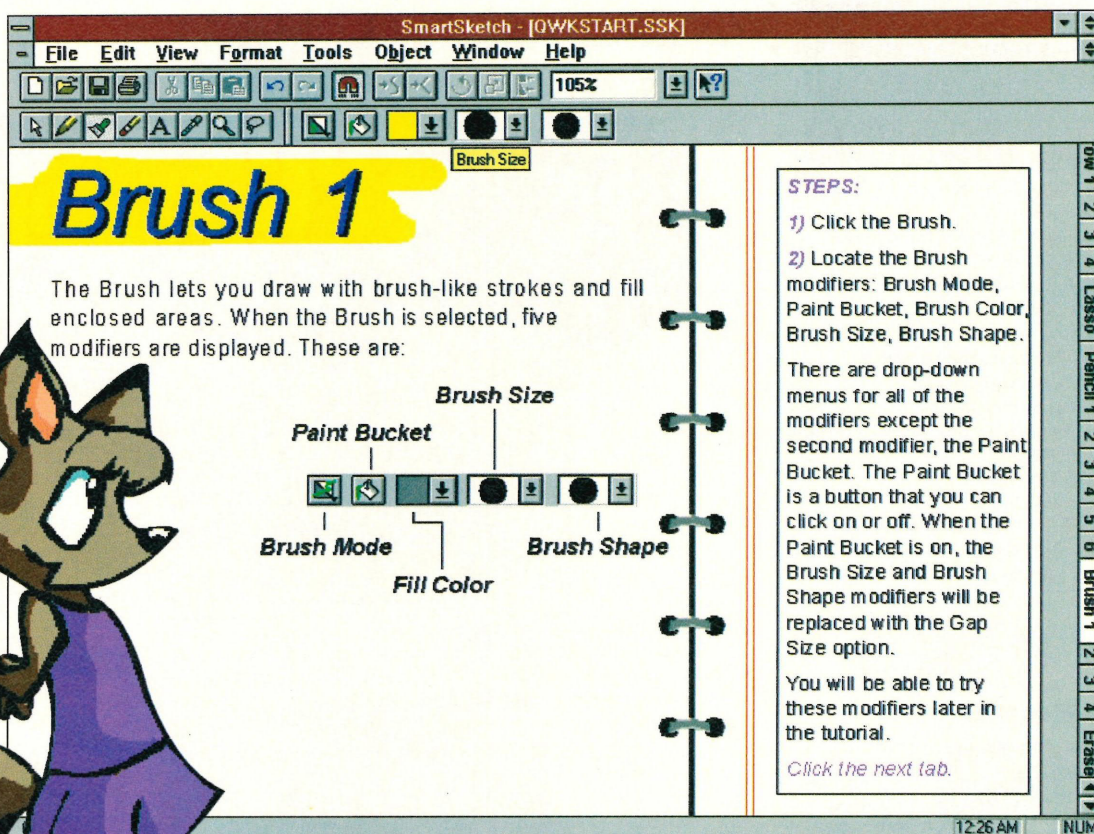 SmartSketch - [QWKSTART.SSK]
File Edit View Format Tools Object Window Help
105%
Brush Size
Brush 1
The Brush lets you draw with brush-like strokes and fill
enclosed areas. When the Brush is selected, five
modifiers are displayed. These are:
Brush Size
Paint Bucket
Brush Mode
Brush Shape
Fill Color
STEPS:
1) Click the Brush.
2) Locate the Brush
modifiers: Brush Mode,
Paint Bucket, Brush Color,
Brush Size, Brush Shape.
There are drop-down
menus for all of the
modifiers except the
second modifier, the Paint
Bucket. The Paint Bucket
is a button that you can
click on or off. When the
Paint Bucket is on, the
Brush Size and Brush
Shape modifiers will be
replaced with the Gap
Size option.
You will be able to try
these modifiers later in
the tutorial.
Click the next tab.
ow 1
2
3
4
Lasso
Pencil 1
2
3
4
5
6
Brush 1
2
3
4
Erase
12:26 AM NUM